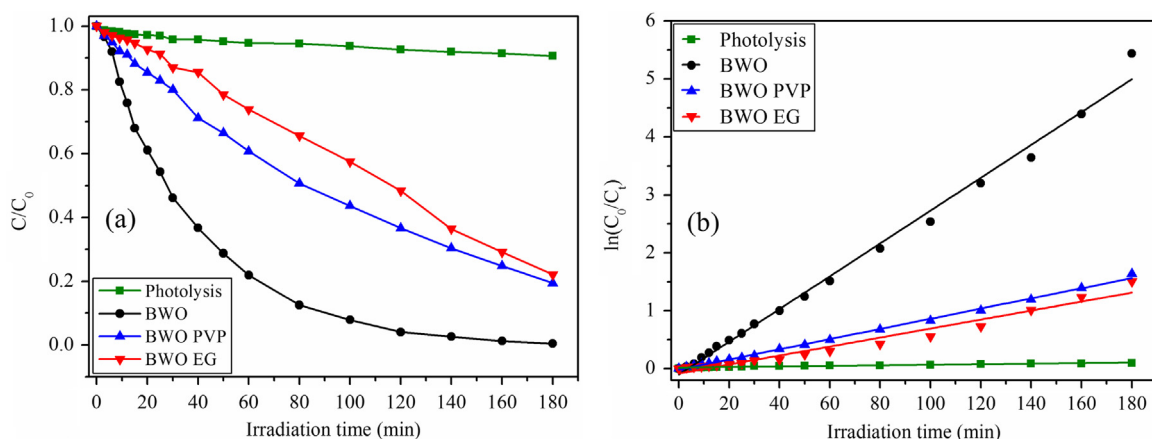 1.0
0.8
0.6
0.4
0.2
0.0
C/C0
(a)
Photolysis
BWO
BWO PVP
BWO EG
0 20 40 60 80 100 120 140 160 180
Irradiation time (min)
6
5
4
3
2
1
0
ln(C0/Ct)
(b)
Photolysis
BWO
BWO PVP
BWO EG
0 20 40 60 80 100 120 140 160 180
Irradiation time (min)